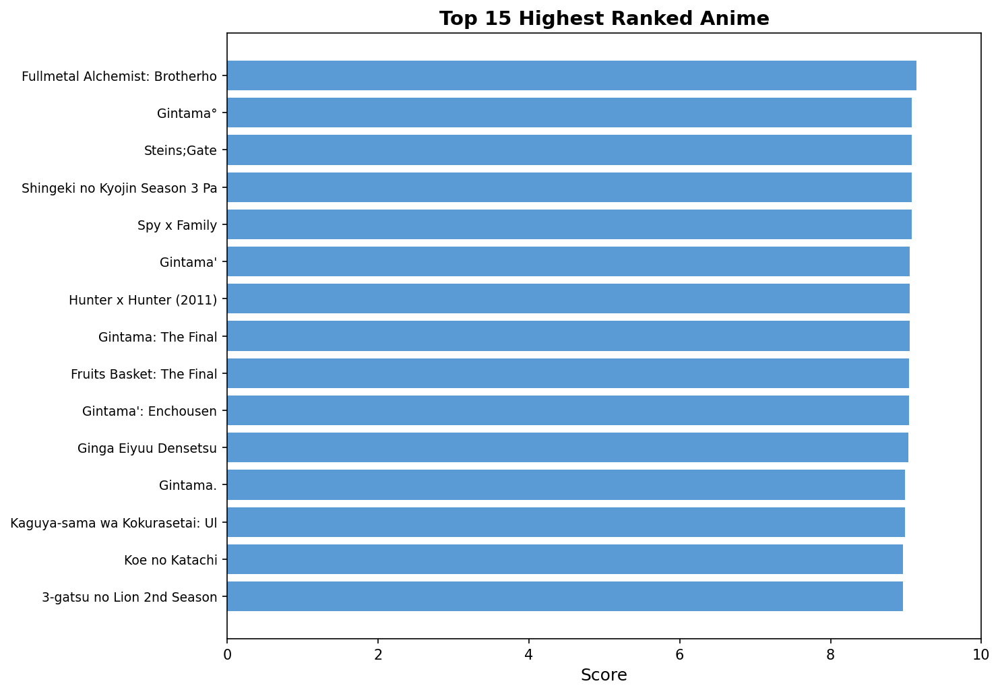 Top 15 Highest Ranked Anime
Fullmetal Alchemist: Brotherho
Gintama°
Steins;Gate
Shingeki no Kyojin Season 3 Pa
Spy x Family
Gintama'
Hunter x Hunter (2011)
Gintama: The Final
Fruits Basket: The Final
Gintama': Enchousen
Ginga Eiyuu Densetsu
Gintama.
Kaguya-sama wa Kokurasetai: Ul
Koe no Katachi
3-gatsu no Lion 2nd Season
0 2 4 6 8 10
Score